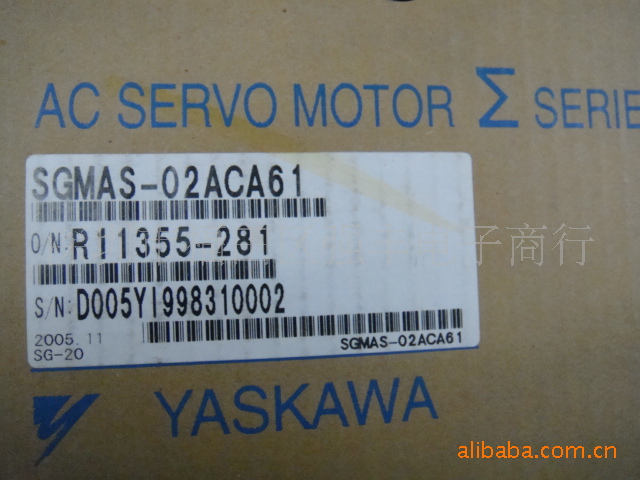 AC SERVO MOTOR Σ SERIE
SGMAS-02ACA61
O/N: R11355-281
S/N: D005Y1998310002
2005.11
SG-20
SGMAS-02ACA61
子商行
YASKAWA
alibaba.com.cn